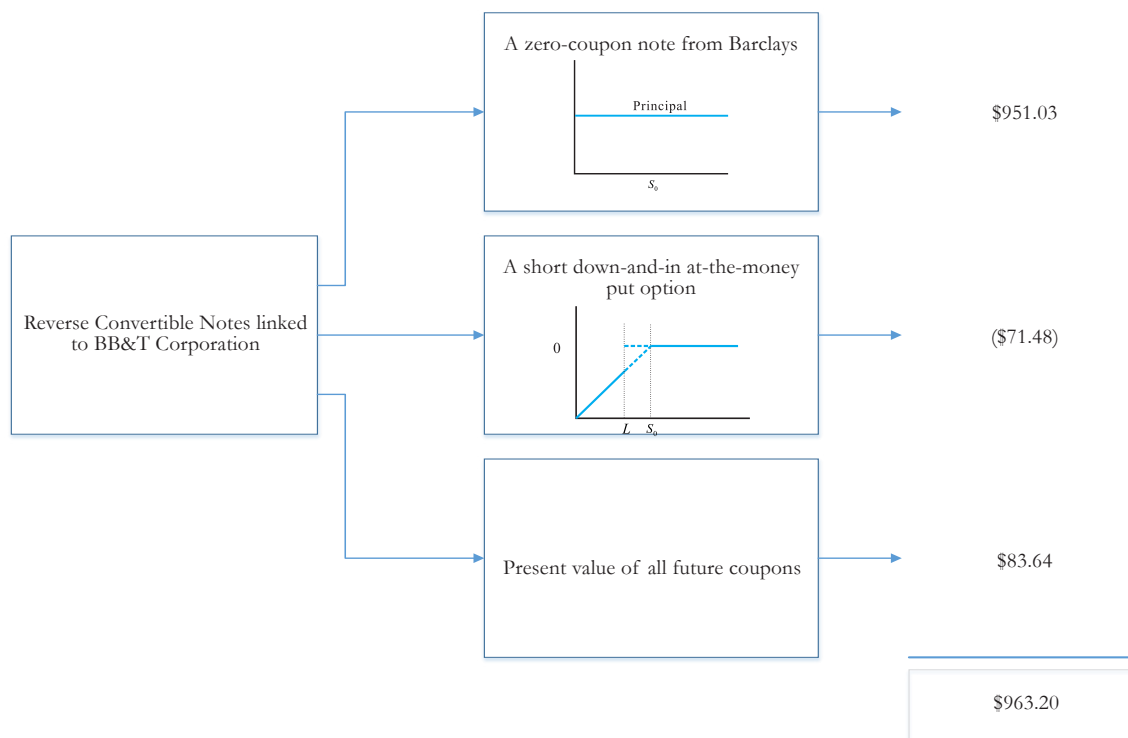 A zero-coupon note from Barclays
Principal
S₀
$951.03
Reverse Convertible Notes linked
to BB&T Corporation
A short down-and-in at-the-money
put option
0
L S₀
($71.48)
Present value of all future coupons
$83.64
$963.20